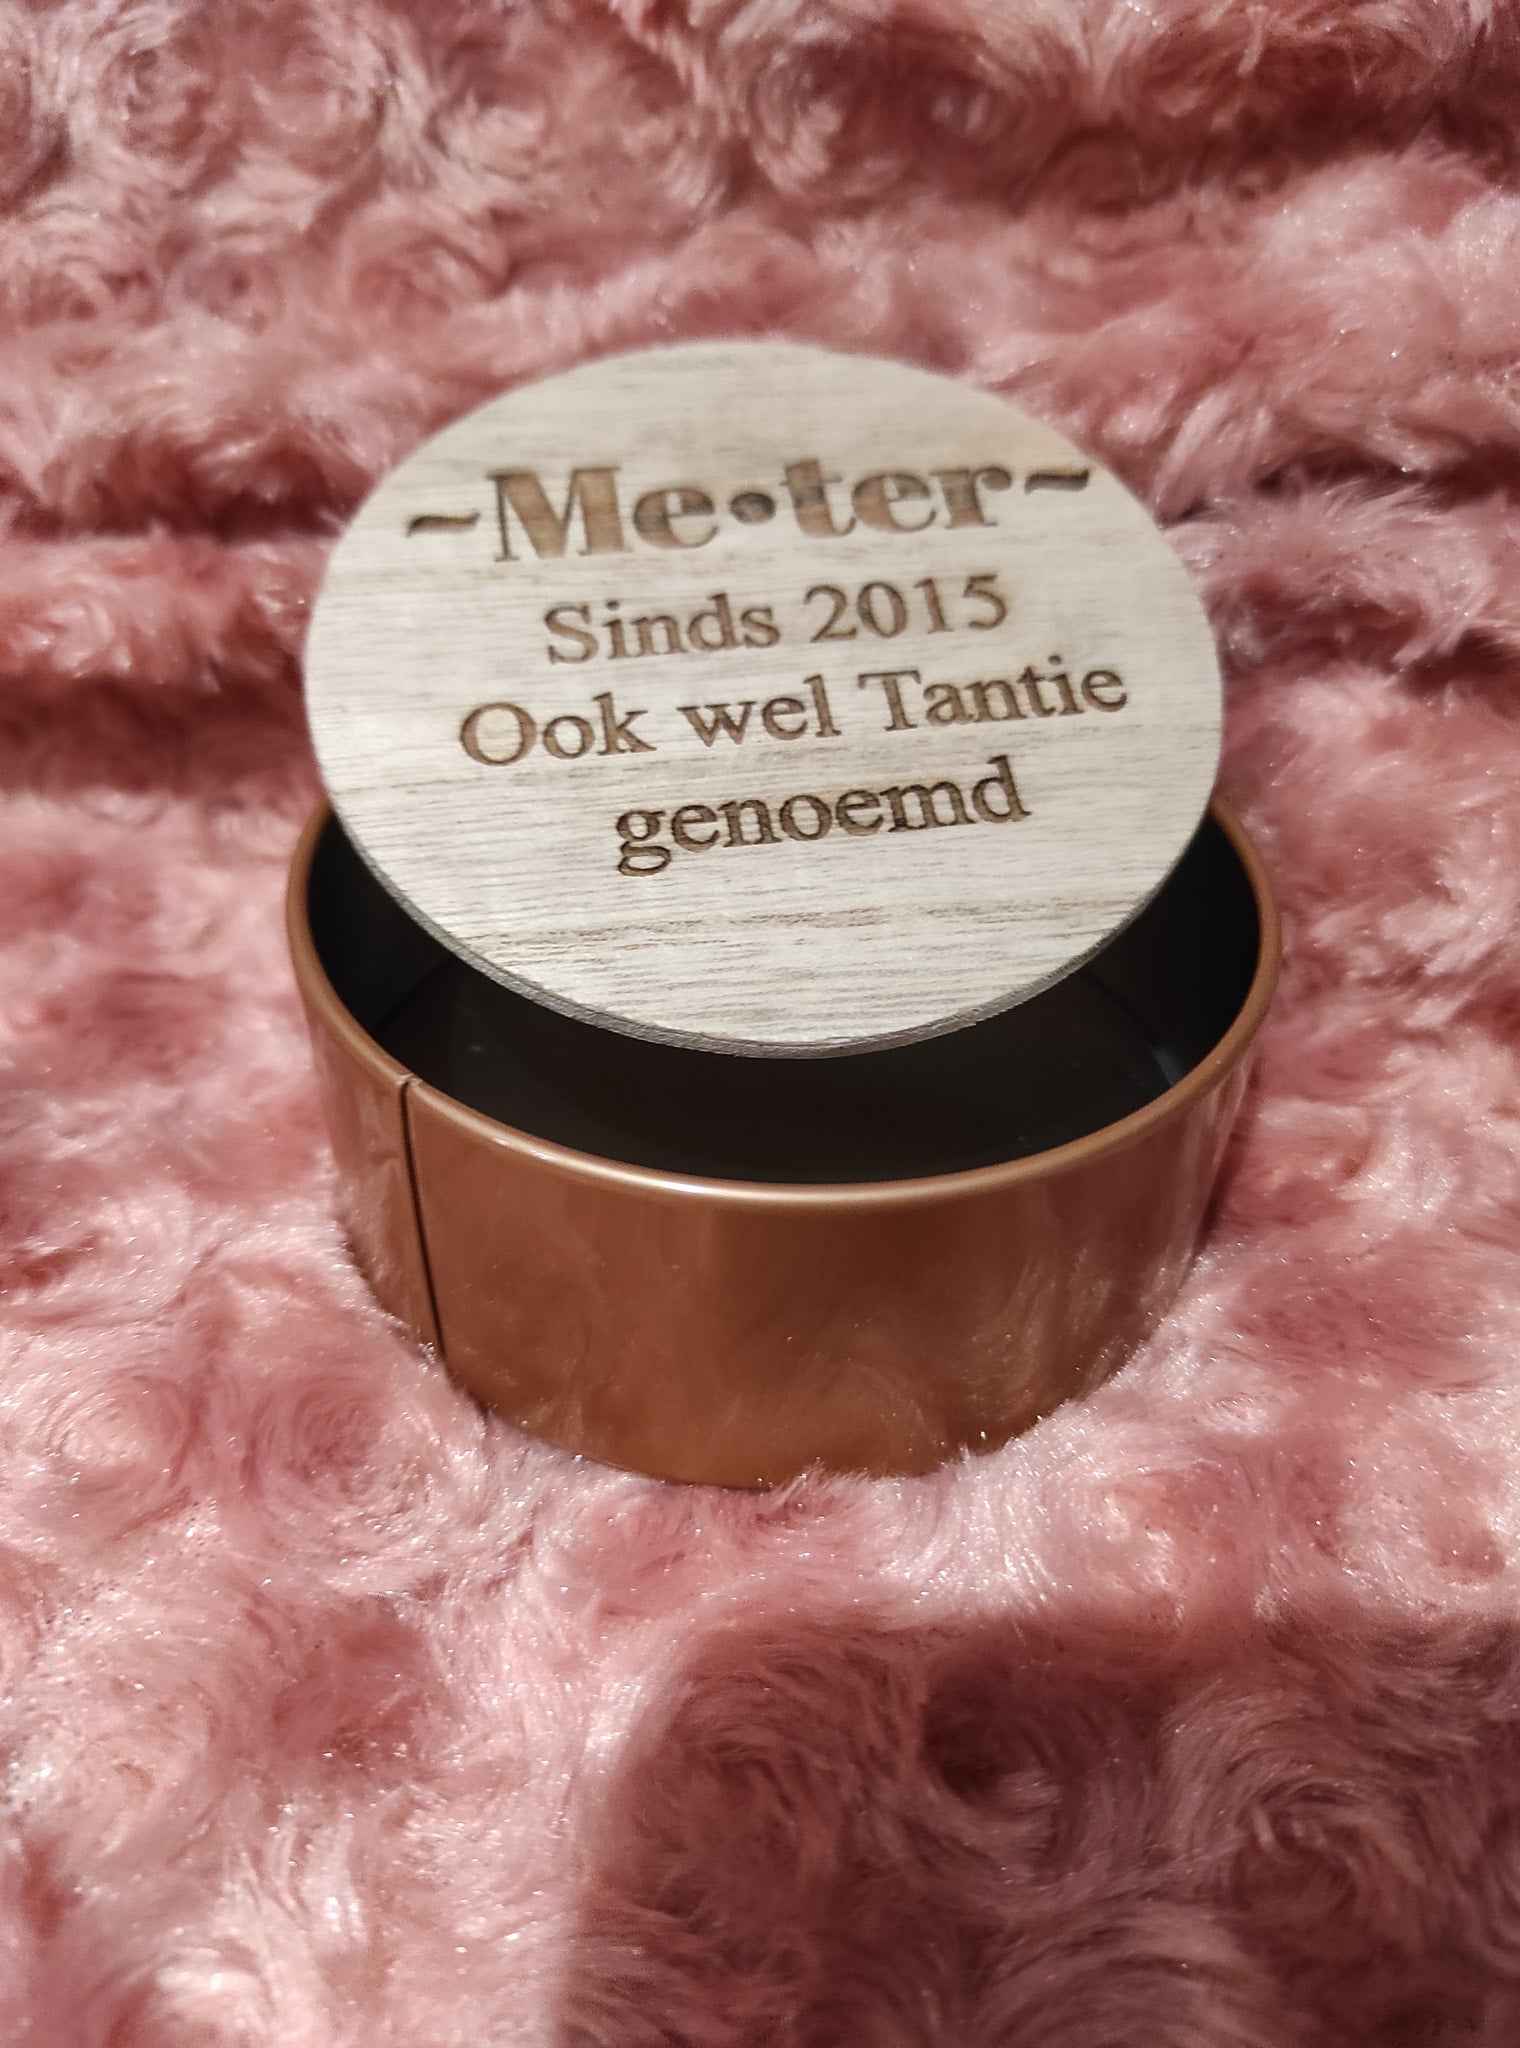 ~Me•ter~
Sinds 2015
Ook wel Tantie
genoemd